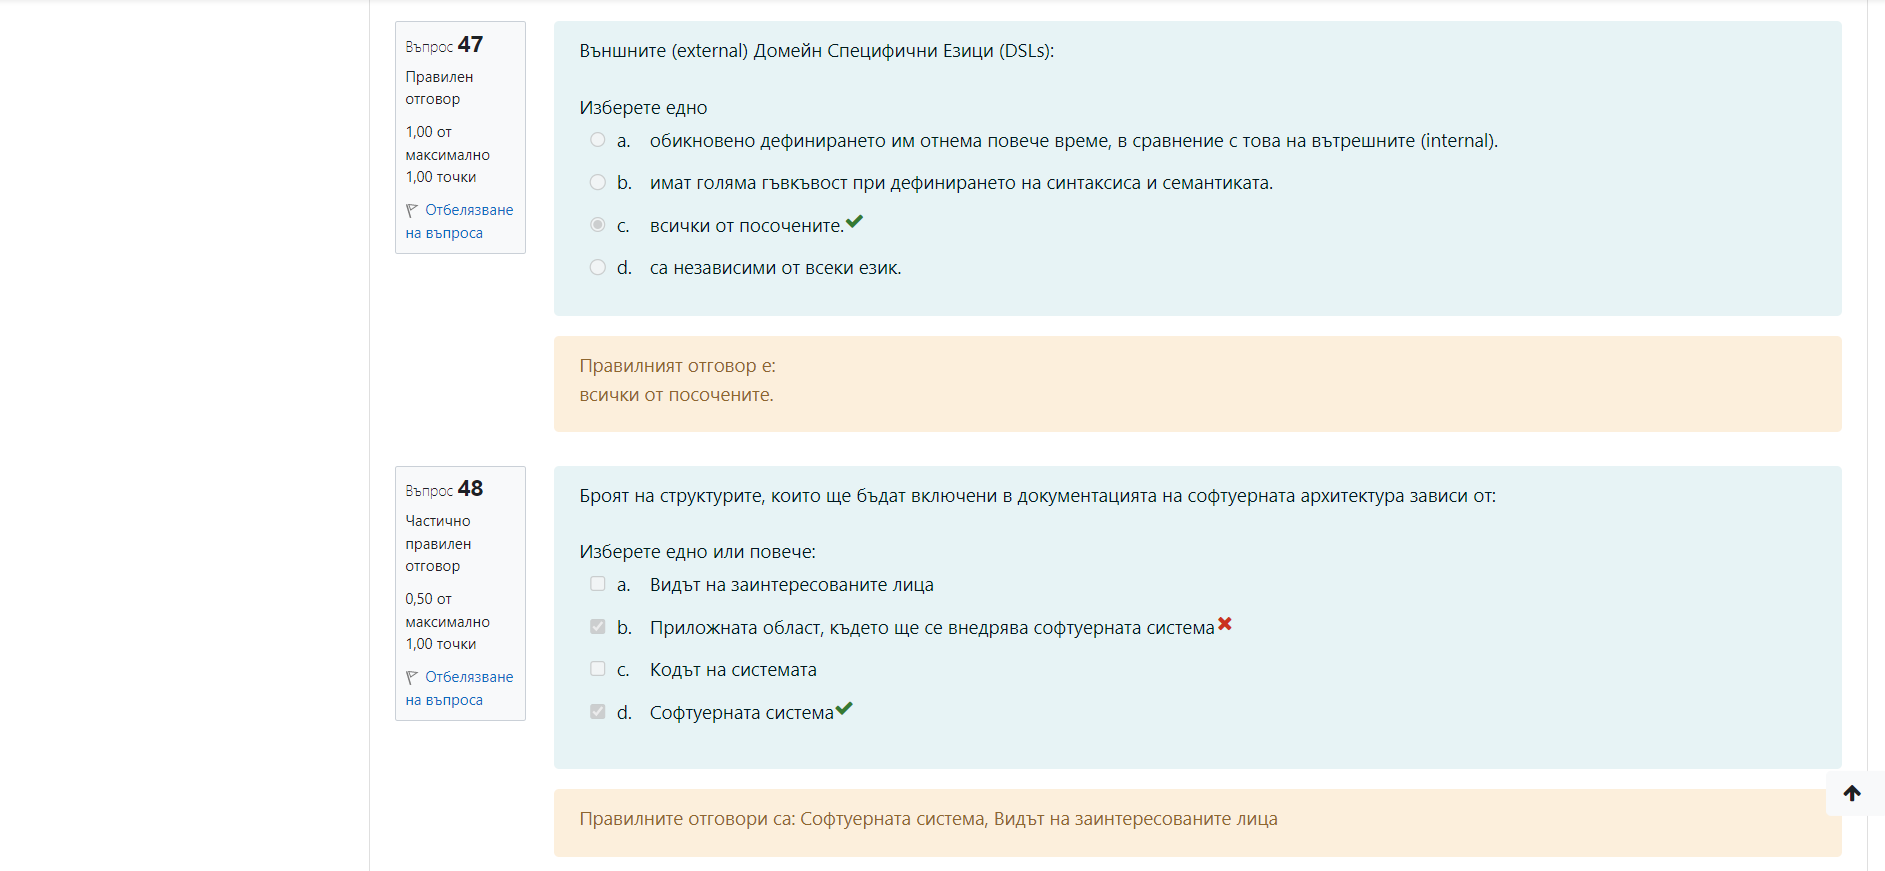 Въпрос 47
Правилен
отговор
1,00 от
максимално
1,00 точки
Отбелязване
на въпроса
Външните (external) Домейн Специфични Езици (DSLs):
Изберете едно
a. обикновено дефинирането им отнема повече време, в сравнение с това на вътрешните (internal).
b. имат голяма гъвкъвост при дефинирането на синтаксиса и семантиката.
c. всички от посочените.
d. са независими от всеки език.
Правилният отговор е:
всички от посочените.
Въпрос 48
Частично
правилен
отговор
0,50 от
максимално
1,00 точки
Отбелязване
на въпроса
Броят на структурите, които ще бъдат включени в документацията на софтуерната архитектура зависи от:
Изберете едно или повече:
a. Видът на заинтересованите лица
b. Приложната област, където ще се внедрява софтуерната система
c. Кодът на системата
d. Софтуерната система
Правилните отговори са: Софтуерната система, Видът на заинтересованите лица